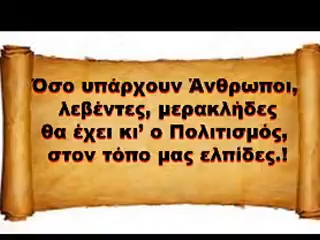 Όσο υπάρχουν Άνθρωποι,
λεβέντες, μερακλήδες
θα έχει κι’ ο Πολιτισμός,
στον τόπο μας ελπίδες.!